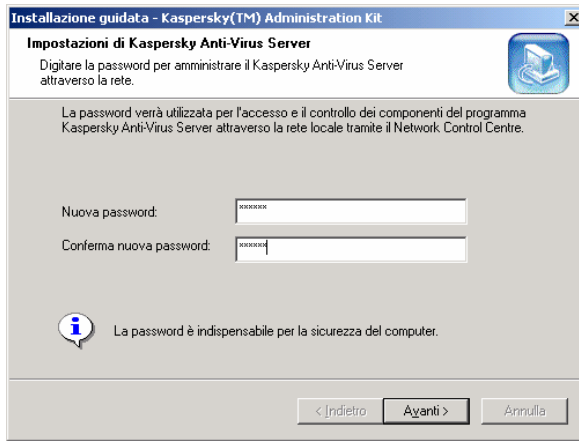 Installazione guidata - Kaspersky(TM) Administration Kit
Impostazioni di Kaspersky Anti-Virus Server
Digitare la password per amministrare il Kaspersky Anti-Virus Server
attraverso la rete.
La password verrà utilizzata per l'accesso e il controllo dei componenti del programma
Kaspersky Anti-Virus Server attraverso la rete locale tramite il Network Control Centre.
Nuova password: ******
Conferma nuova password: ******
La password è indispensabile per la sicurezza del computer.
< Indietro Avanti > Annulla